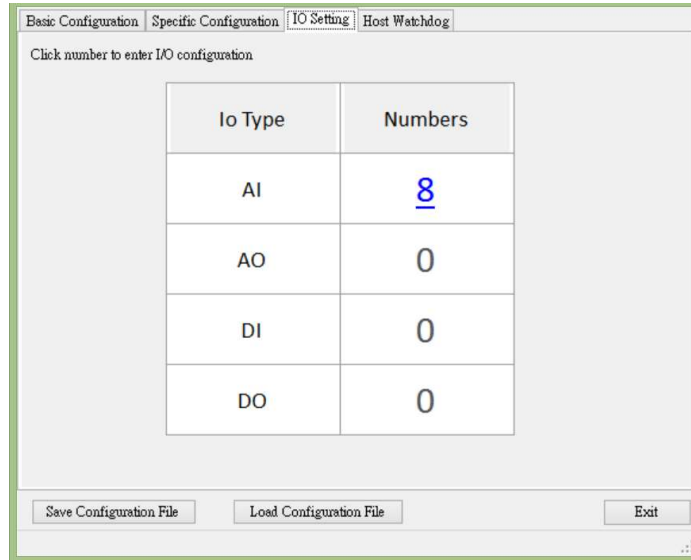 Basic Configuration Specific Configuration IO Setting Host Watchdog
Click number to enter I/O configuration
Io Type Numbers
AI 8
AO 0
DI 0
DO 0
Save Configuration File Load Configuration File Exit